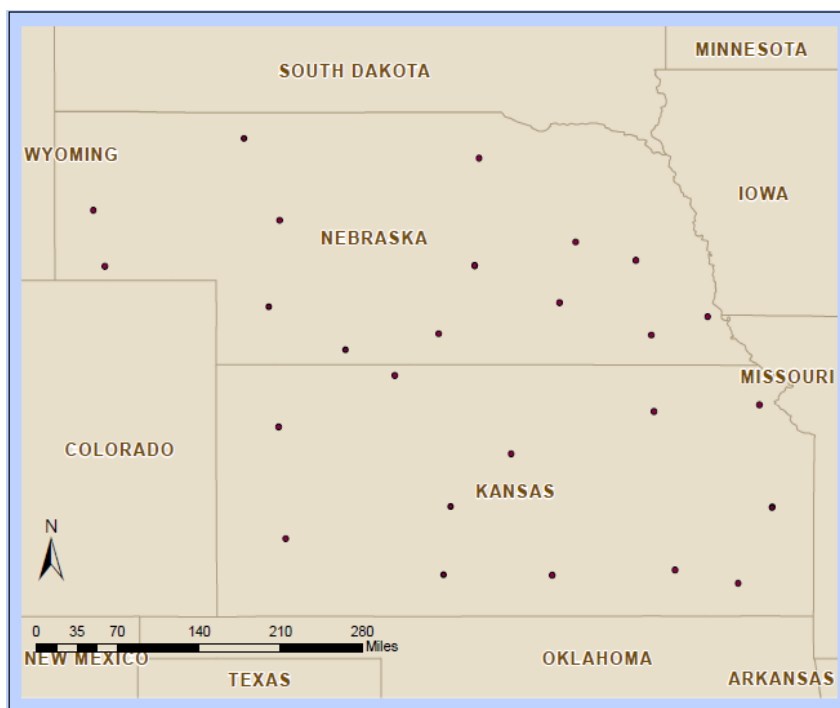 MINNESOTA
SOUTH DAKOTA
WYOMING
IOWA
NEBRASKA
MISSOURI
COLORADO
KANSAS
N
0 35 70 140 210 280
Miles
NEW MEXICO
OKLAHOMA
TEXAS
ARKANSAS